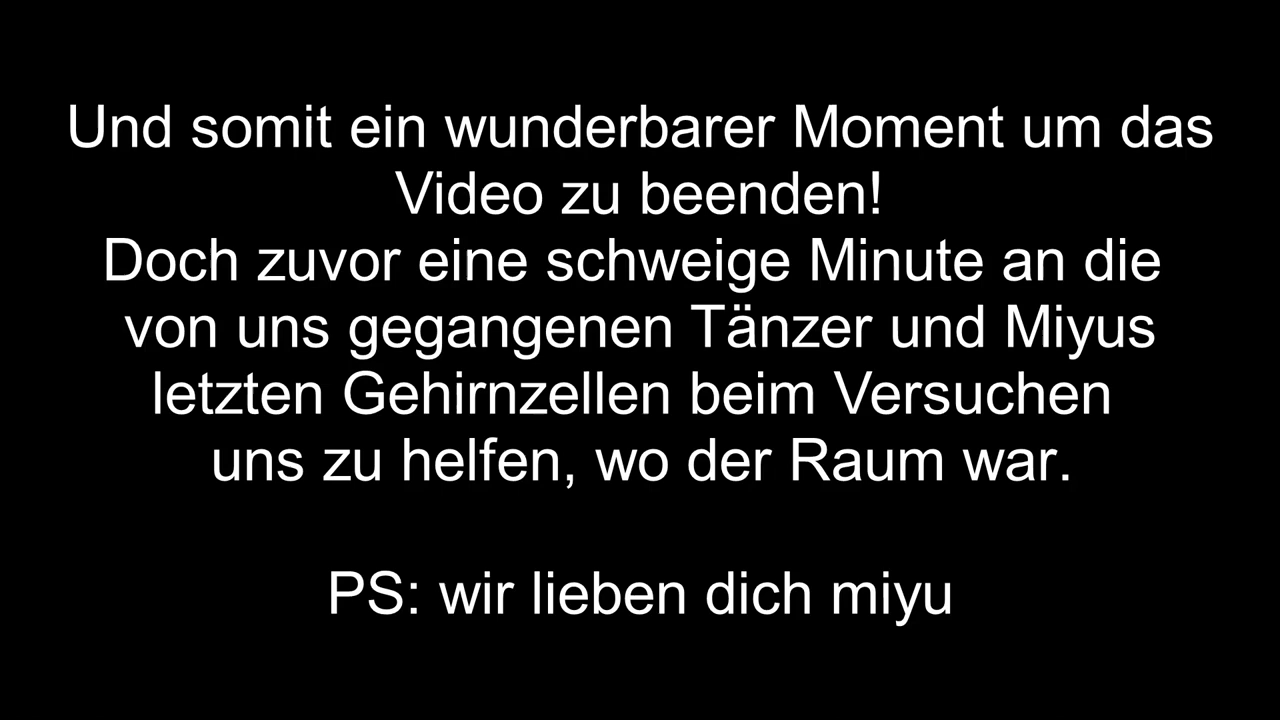 Und somit ein wunderbarer Moment um das
Video zu beenden!
Doch zuvor eine schweige Minute an die
von uns gegangenen Tänzer und Miyus
letzten Gehirnzellen beim Versuchen
uns zu helfen, wo der Raum war.
PS: wir lieben dich miyu